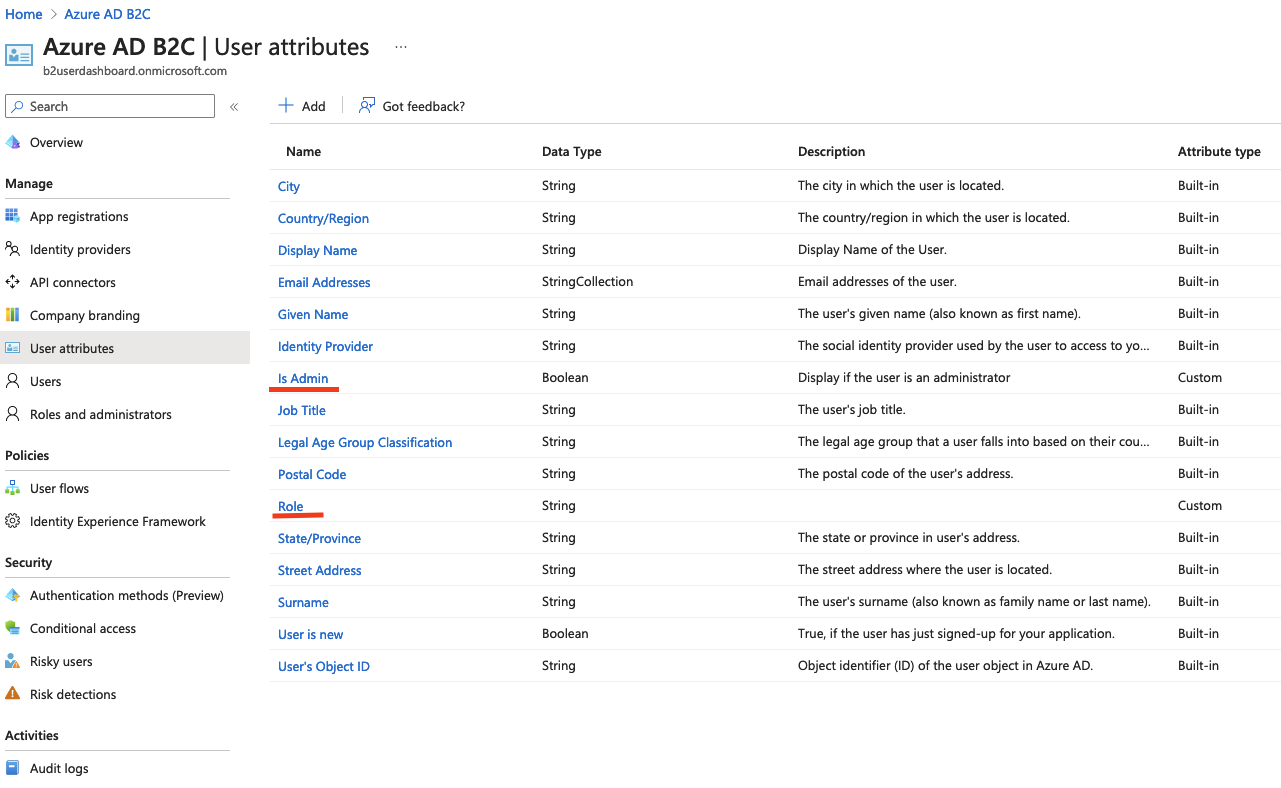 Home > Azure AD B2C
Azure AD B2C | User attributes ...
b2userdashboard.onmicrosoft.com
Search «
Overview
Manage
App registrations
Identity providers
API connectors
Company branding
User attributes
Users
Roles and administrators
Policies
User flows
Identity Experience Framework
Security
Authentication methods (Preview)
Conditional access
Risky users
Risk detections
Activities
Audit logs
+ Add Got feedback?
Name Data Type Description Attribute type
City String The city in which the user is located. Built-in
Country/Region String The country/region in which the user is located. Built-in
Display Name String Display Name of the User. Built-in
Email Addresses StringCollection Email addresses of the user. Built-in
Given Name String The user's given name (also known as first name). Built-in
Identity Provider String The social identity provider used by the user to access to yo... Built-in
Is Admin Boolean Display if the user is an administrator Custom
Job Title String The user's job title. Built-in
Legal Age Group Classification String The legal age group that a user falls into based on their cou... Built-in
Postal Code String The postal code of the user's address. Built-in
Role String Custom
State/Province String The state or province in user's address. Built-in
Street Address String The street address where the user is located. Built-in
Surname String The user's surname (also known as family name or last name). Built-in
User is new Boolean True, if the user has just signed-up for your application. Built-in
User's Object ID String Object identifier (ID) of the user object in Azure AD. Built-in